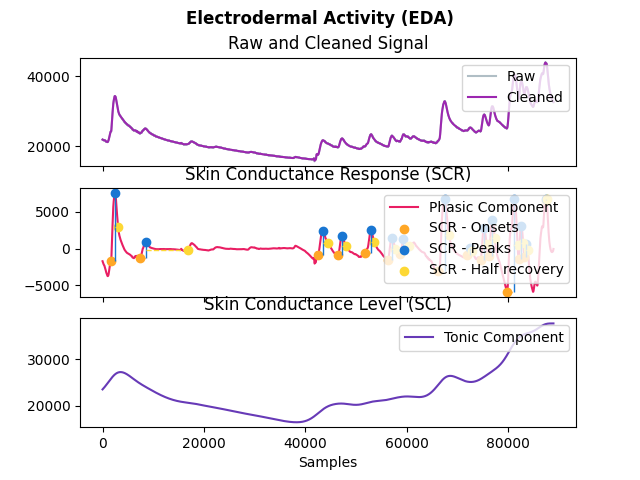 Electrodermal Activity (EDA)
Raw and Cleaned Signal
40000
20000
Raw
Cleaned
Skin Conductance Response (SCR)
5000
0
−5000
Phasic Component
SCR - Onsets
SCR - Peaks
SCR - Half recovery
Skin Conductance Level (SCL)
30000
20000
Tonic Component
0
20000
40000
60000
80000
Samples